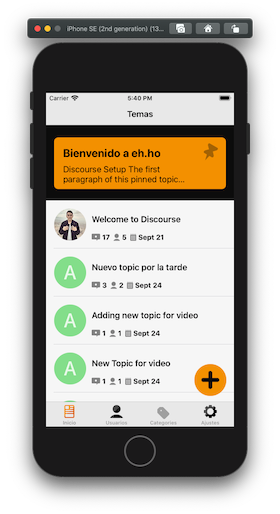 iPhone SE (2nd generation) (13...
Carrier
5:40 PM
Temas
Bienvenido a eh.ho
Discourse Setup The first
paragraph of this pinned topic...
Welcome to Discourse
17 5 Sept 21
A
Nuevo topic por la tarde
3 2 Sept 24
A
Adding new topic for video
1 1 Sept 24
A
New Topic for video
1 1 Sept 24
Inicio Usuarios Categories Ajustes